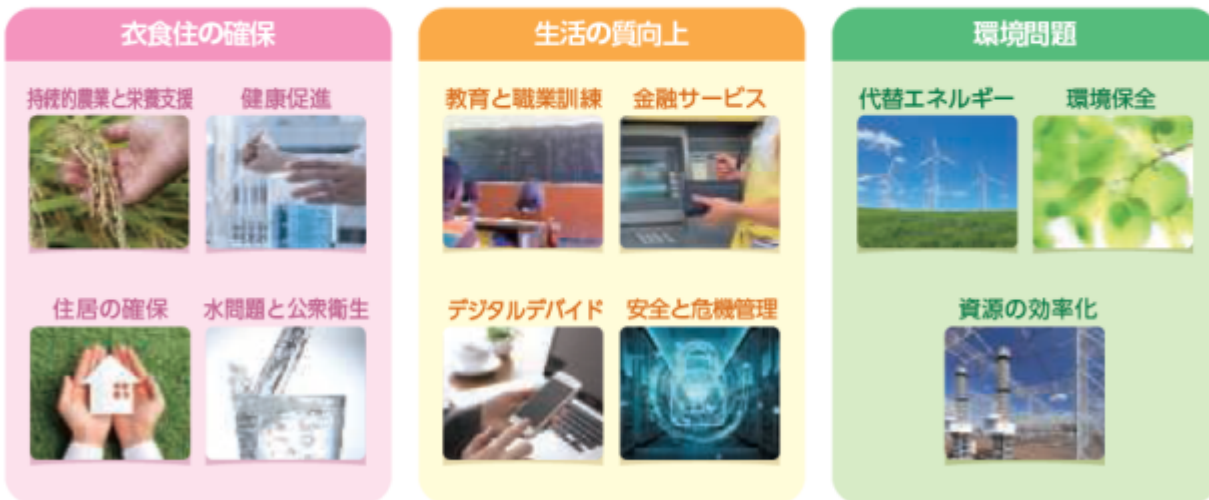 衣食住の確保
持続的農業と栄養支援
健康促進
住居の確保
水問題と公衆衛生
生活の質向上
教育と職業訓練
金融サービス
デジタルデバイド
安全と危機管理
環境問題
代替エネルギー
環境保全
資源の効率化